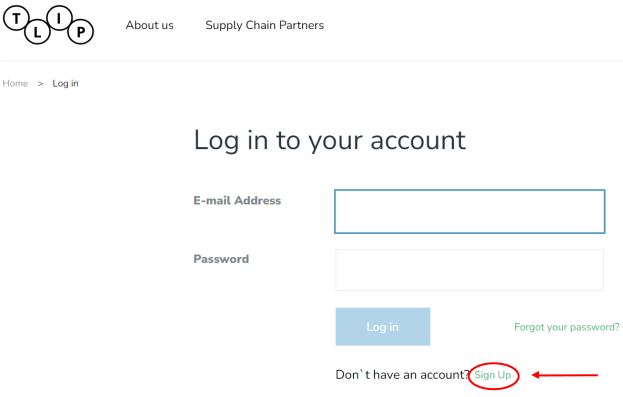 TLIP
About us
Supply Chain Partners
Home > Log in
Log in to your account
E-mail Address
Password
Log in
Forgot your password?
Don`t have an account? Sign Up